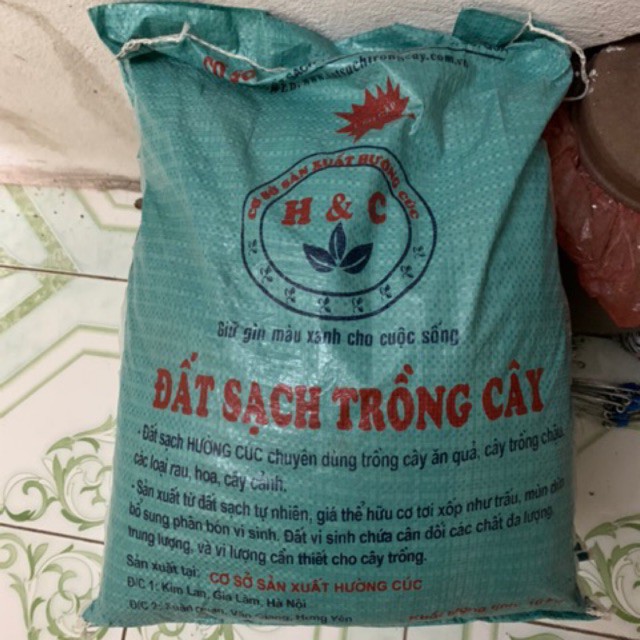 CƠ SỞ SẢN XUẤT HƯỜNG CÚC
H & C
Giữ gìn màu xanh cho cuộc sống
ĐẤT SẠCH TRỒNG CÂY
- Đất sạch HƯỜNG CÚC chuyên dùng trồng cây ăn quả, cây trồng chậu,
các loại rau, hoa, cây cảnh.
- Sản xuất từ đất sạch tự nhiên, giá thể hữu cơ tơi xốp như trấu, mùn
bổ sung phân bón vi sinh. Đất vi sinh chứa cân đối các chất đa lượng,
trung lượng, và vi lượng cần thiết cho cây trồng.
Sản xuất tại: CƠ SỞ SẢN XUẤT HƯỜNG CÚC
Đ/C 1: Kim Lan, Gia Lâm, Hà Nội
Đ/C 2: Hưng Yên